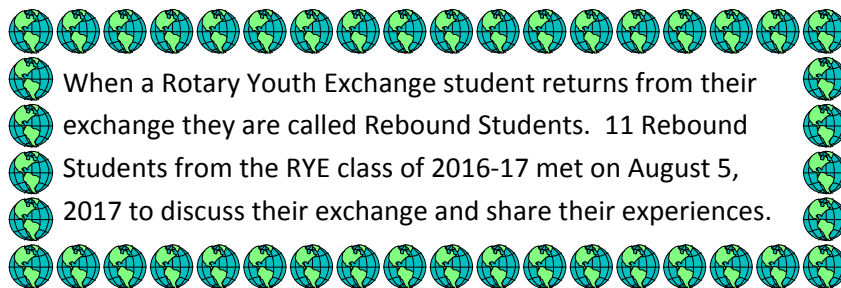 When a Rotary Youth Exchange student returns from their
exchange they are called Rebound Students.  11 Rebound
Students from the RYE class of 2016-17 met on August 5,
2017 to discuss their exchange and share their experiences.